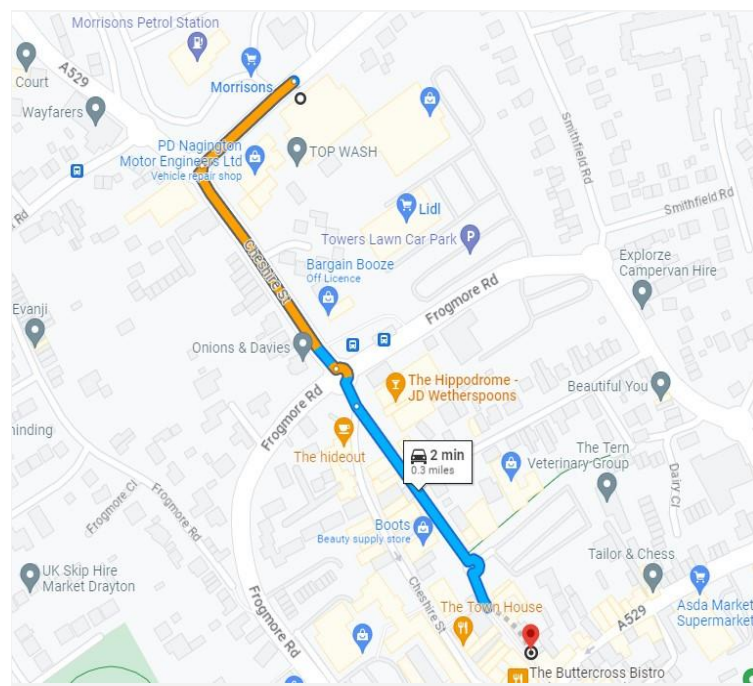 Morrisons Petrol Station
A529
Court
Morrisons
Wayfarers
PD Nagington
Motor Engineers Ltd
Vehicle repair shop
TOP WASH
Smithfield Rd
Rd
Lidl
Smithfield Rd
Towers Lawn Car Park
P
Cheshire St
Bargain Booze
Off Licence
Explorze
Campervan Hire
Evanji
Frogmore Rd
Onions & Davies
The Hippodrome -
JD Wetherspoons
Beautiful You
Frogmore Rd
The hideout
inding
2 min
0.3 miles
The Tern
Veterinary Group
Dairy Cl
Frogmore Cl
Frogmore Rd
Boots
Beauty supply store
UK Skip Hire
Market Drayton
Tailor & Chess
Frogmore Rd
Cheshire St
The Town House
A529
Asda Market
Supermarket
The Buttercross Bistro